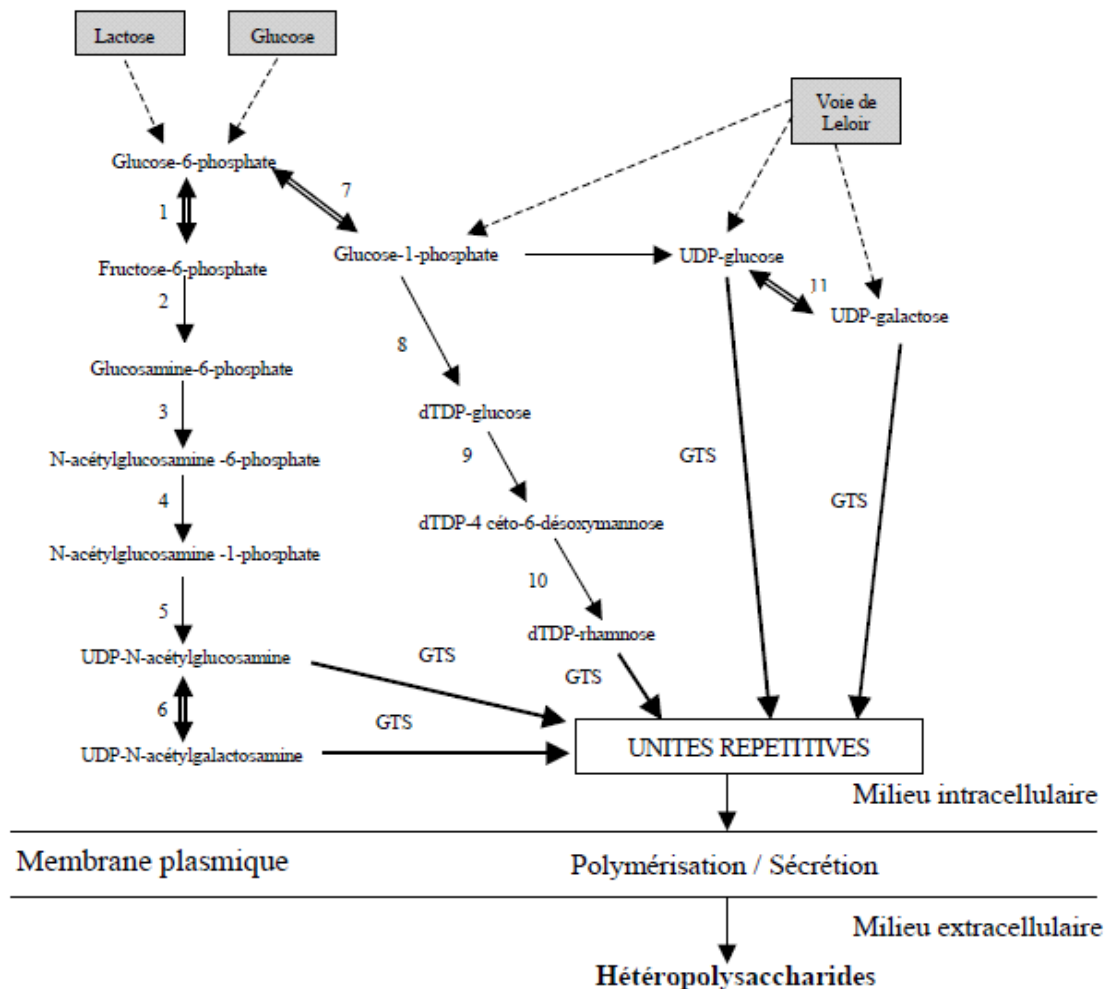 Lactose
Glucose
Voie de
Leloir
Glucose-6-phosphate
7
1
Glucose-1-phosphate
UDP-glucose
Fructose-6-phosphate
11
2
UDP-galactose
8
Glucosamine-6-phosphate
3
dTDP-glucose
N-acétylglucosamine -6-phosphate
9
GTS
4
GTS
dTDP-4 céto-6-désoxymannose
N-acétylglucosamine -1-phosphate
10
5
dTDP-rhamnose
UDP-N-acétylglucosamine
GTS
GTS
6
GTS
UDP-N-acétylgalactosamine
UNITES REPETITIVES
Milieu intracellulaire
Membrane plasmique
Polymérisation / Sécrétion
Milieu extracellulaire
Hétéropolysaccharides